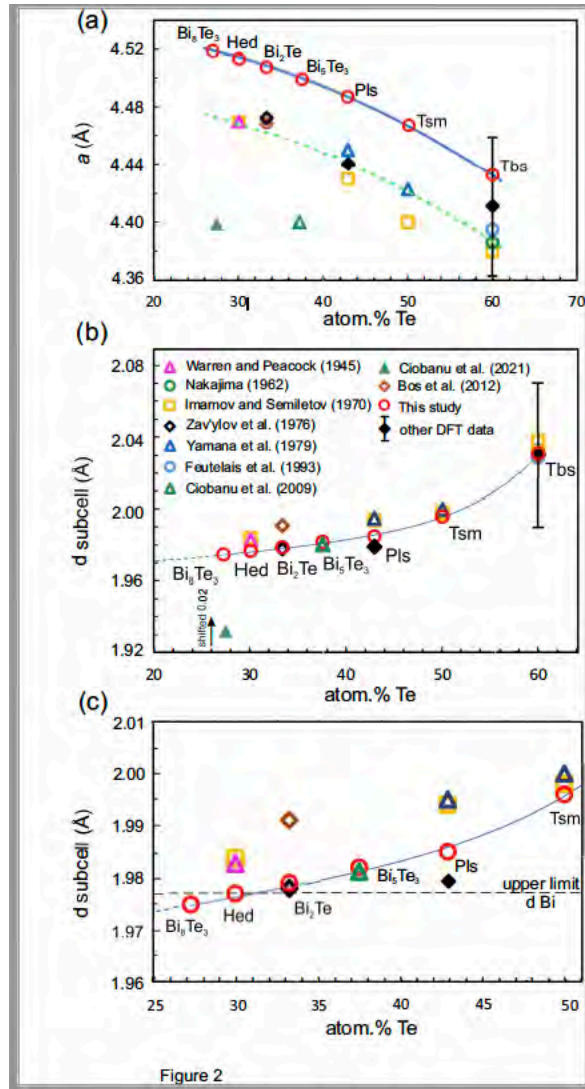 (a)
4.52
4.48
4.44
4.40
4.36
a (Å)
Bi8Te3
Hed
Bi2Te
Bi5Te3
Pls
Tsm
Tbs
20 30 40 50 60 70
atom.% Te
(b)
2.08
2.04
2.00
1.96
1.92
d subcell (Å)
Warren and Peacock (1945)
Nakajima (1962)
Imamov and Semiletov (1970)
Zav'ylov et al. (1976)
Yamana et al. (1979)
Feutelais et al. (1993)
Ciobanu et al. (2009)
Ciobanu et al. (2021)
Bos et al. (2012)
This study
other DFT data
Tbs
Tsm
Pls
Bi5Te3
Bi2Te
Hed
Bi8Te3
shifted 0.02
20 30 40 50 60
atom.% Te
(c)
2.01
2.00
1.99
1.98
1.97
1.96
d subcell (Å)
Tsm
Pls
Bi5Te3
upper limit
d Bi
Bi2Te
Hed
Bi8Te3
25 30 35 40 45 50
atom.% Te
Figure 2